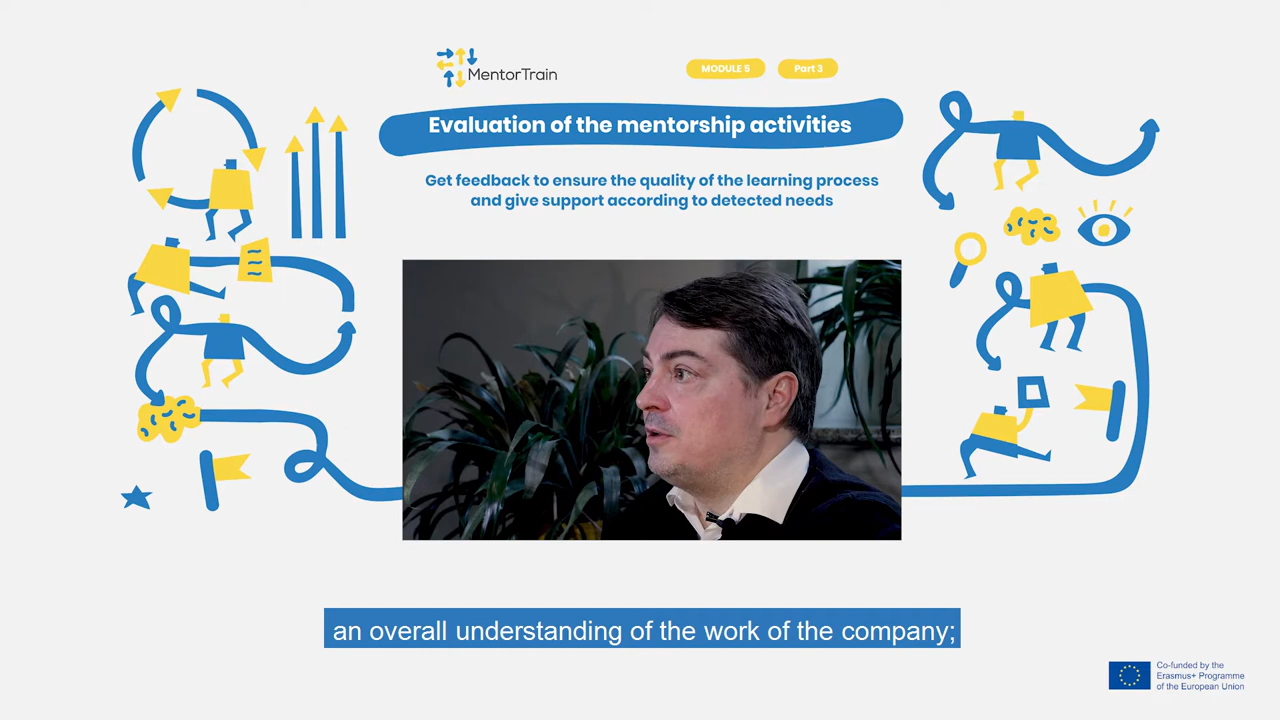 MentorTrain
MODULE 5
Part 3
Evaluation of the mentorship activities
Get feedback to ensure the quality of the learning process
and give support according to detected needs
an overall understanding of the work of the company;
Co-funded by the
Erasmus+ Programme
of the European Union